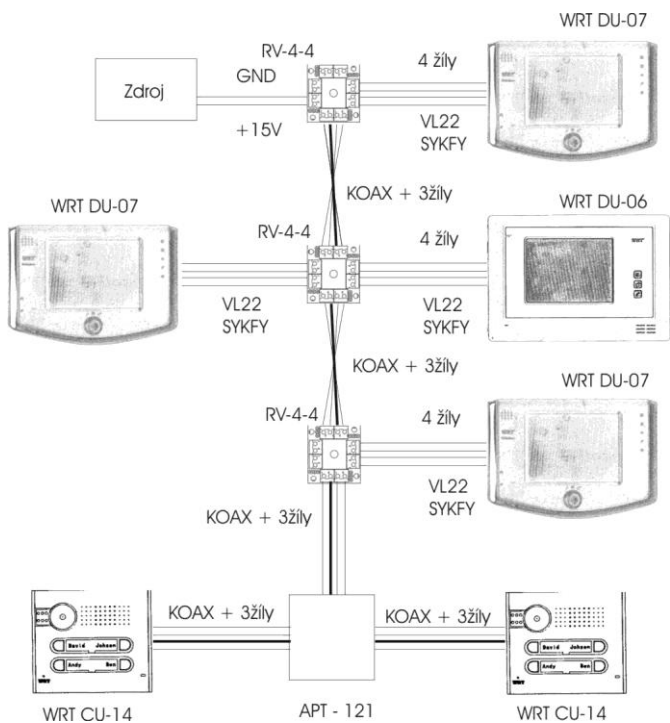 WRT DU-07
RV-4-4
4 žíly
GND
Zdroj
+15V
VL22
SYKFY
KOAX + 3žíly
WRT DU-07
WRT DU-06
RV-4-4
4 žíly
WRT
VL22
SYKFY
VL22
SYKFY
KOAX + 3žíly
WRT DU-07
RV-4-4
4 žíly
VL22
SYKFY
KOAX + 3žíly
KOAX + 3žíly
KOAX + 3žíly
David Johson
Andy Ben
WRT
David Johson
Andy Ben
WRT
WRT CU-14
APT - 121
WRT CU-14